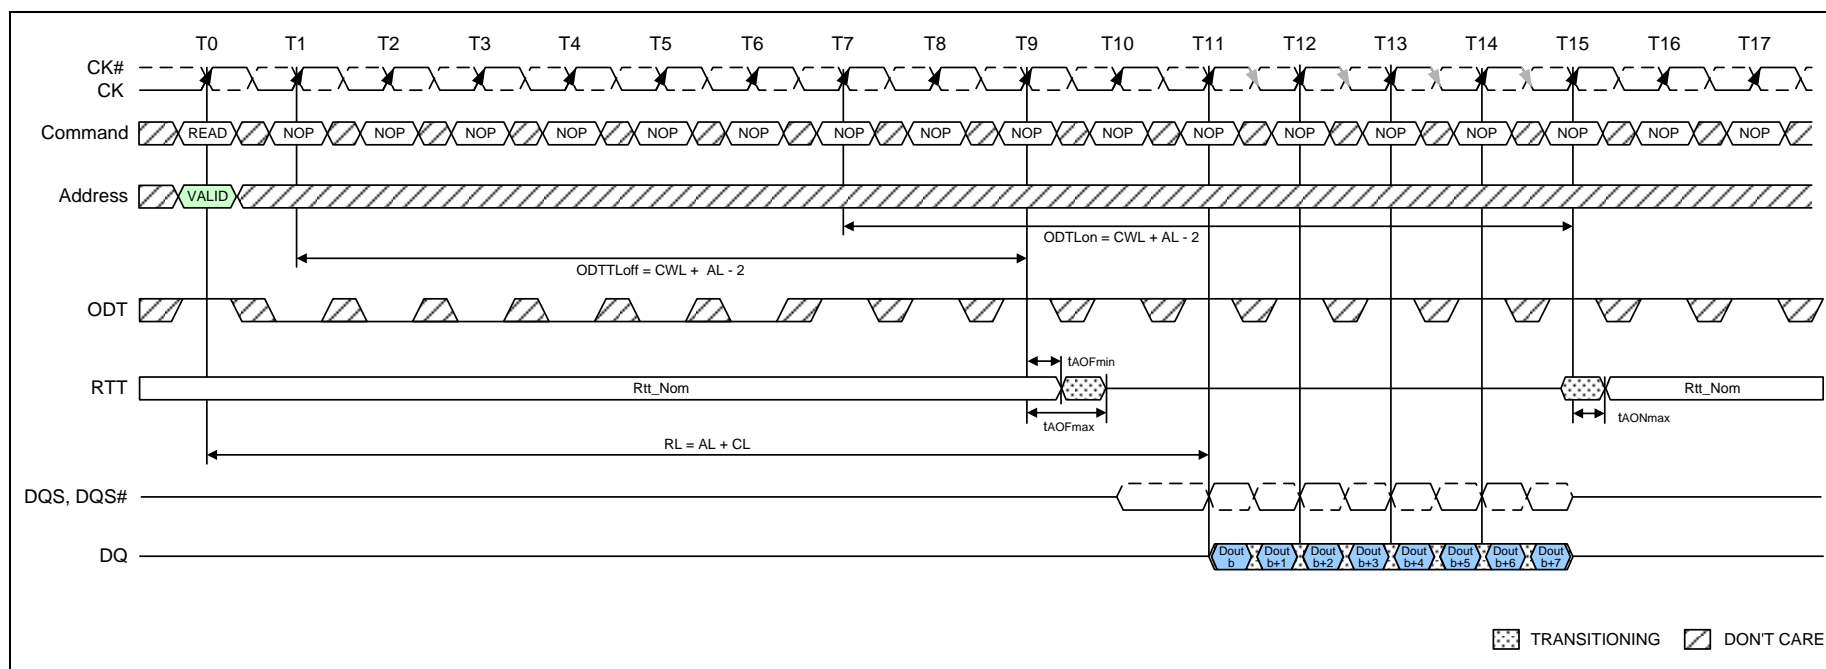 T0 T1 T2 T3 T4 T5 T6 T7 T8 T9 T10 T11 T12 T13 T14 T15 T16 T17
CK#
CK
Command READ NOP NOP NOP NOP NOP NOP NOP NOP NOP NOP NOP NOP NOP NOP NOP NOP NOP
Address VALID
ODTLon = CWL + AL - 2
ODTTLoff = CWL + AL - 2
ODT
tAOFmin
RTT Rtt_Nom Rtt_Nom
tAOFmax tAONmax
RL = AL + CL
DQS, DQS#
DQ Dout b Dout b+1 Dout b+2 Dout b+3 Dout b+4 Dout b+5 Dout b+6 Dout b+7
TRANSITIONING DON'T CARE